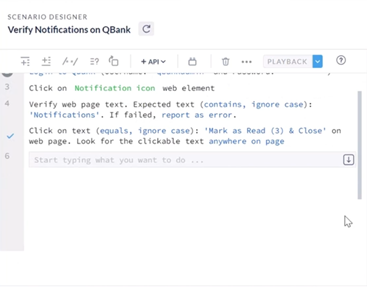 SCENARIO DESIGNER
Verify Notifications on QBank
+ API
PLAYBACK
3 Click on Notification icon web element
4 Verify web page text. Expected text (contains, ignore case):
'Notifications'. If failed, report as error.
Click on text (equals, ignore case): 'Mark as Read (3) & Close' on
web page. Look for the clickable text anywhere on page
6 Start typing what you want to do ...